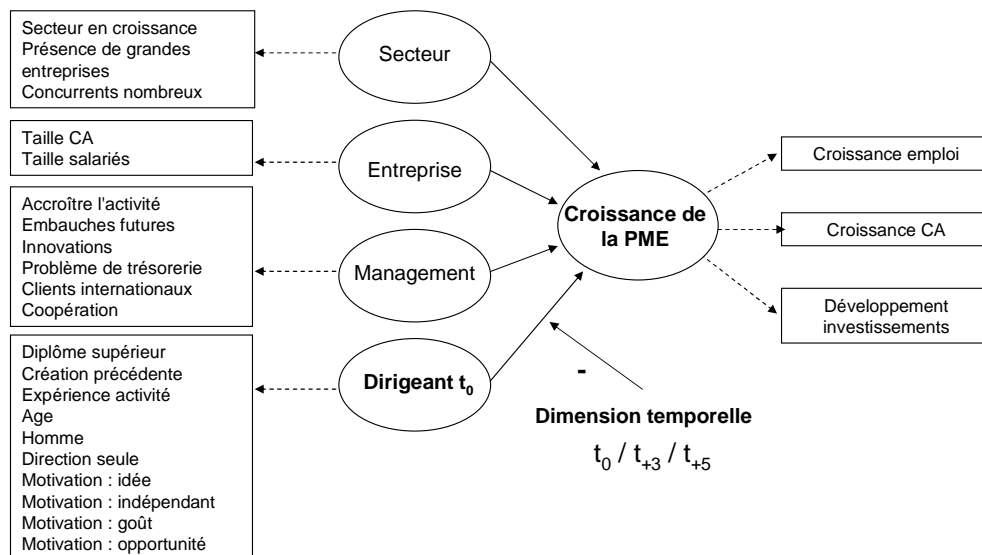 Secteur en croissance
Présence de grandes
entreprises
Concurrents nombreux
Secteur
Taille CA
Taille salariés
Entreprise
Accroître l'activité
Embauches futures
Innovations
Problème de trésorerie
Clients internationaux
Coopération
Management
Diplôme supérieur
Création précédente
Expérience activité
Age
Homme
Direction seule
Motivation : idée
Motivation : indépendant
Motivation : goût
Motivation : opportunité
Dirigeant t0
Croissance de
la PME
-
Dimension temporelle
t0 / t+3 / t+5
Croissance emploi
Croissance CA
Développement
investissements